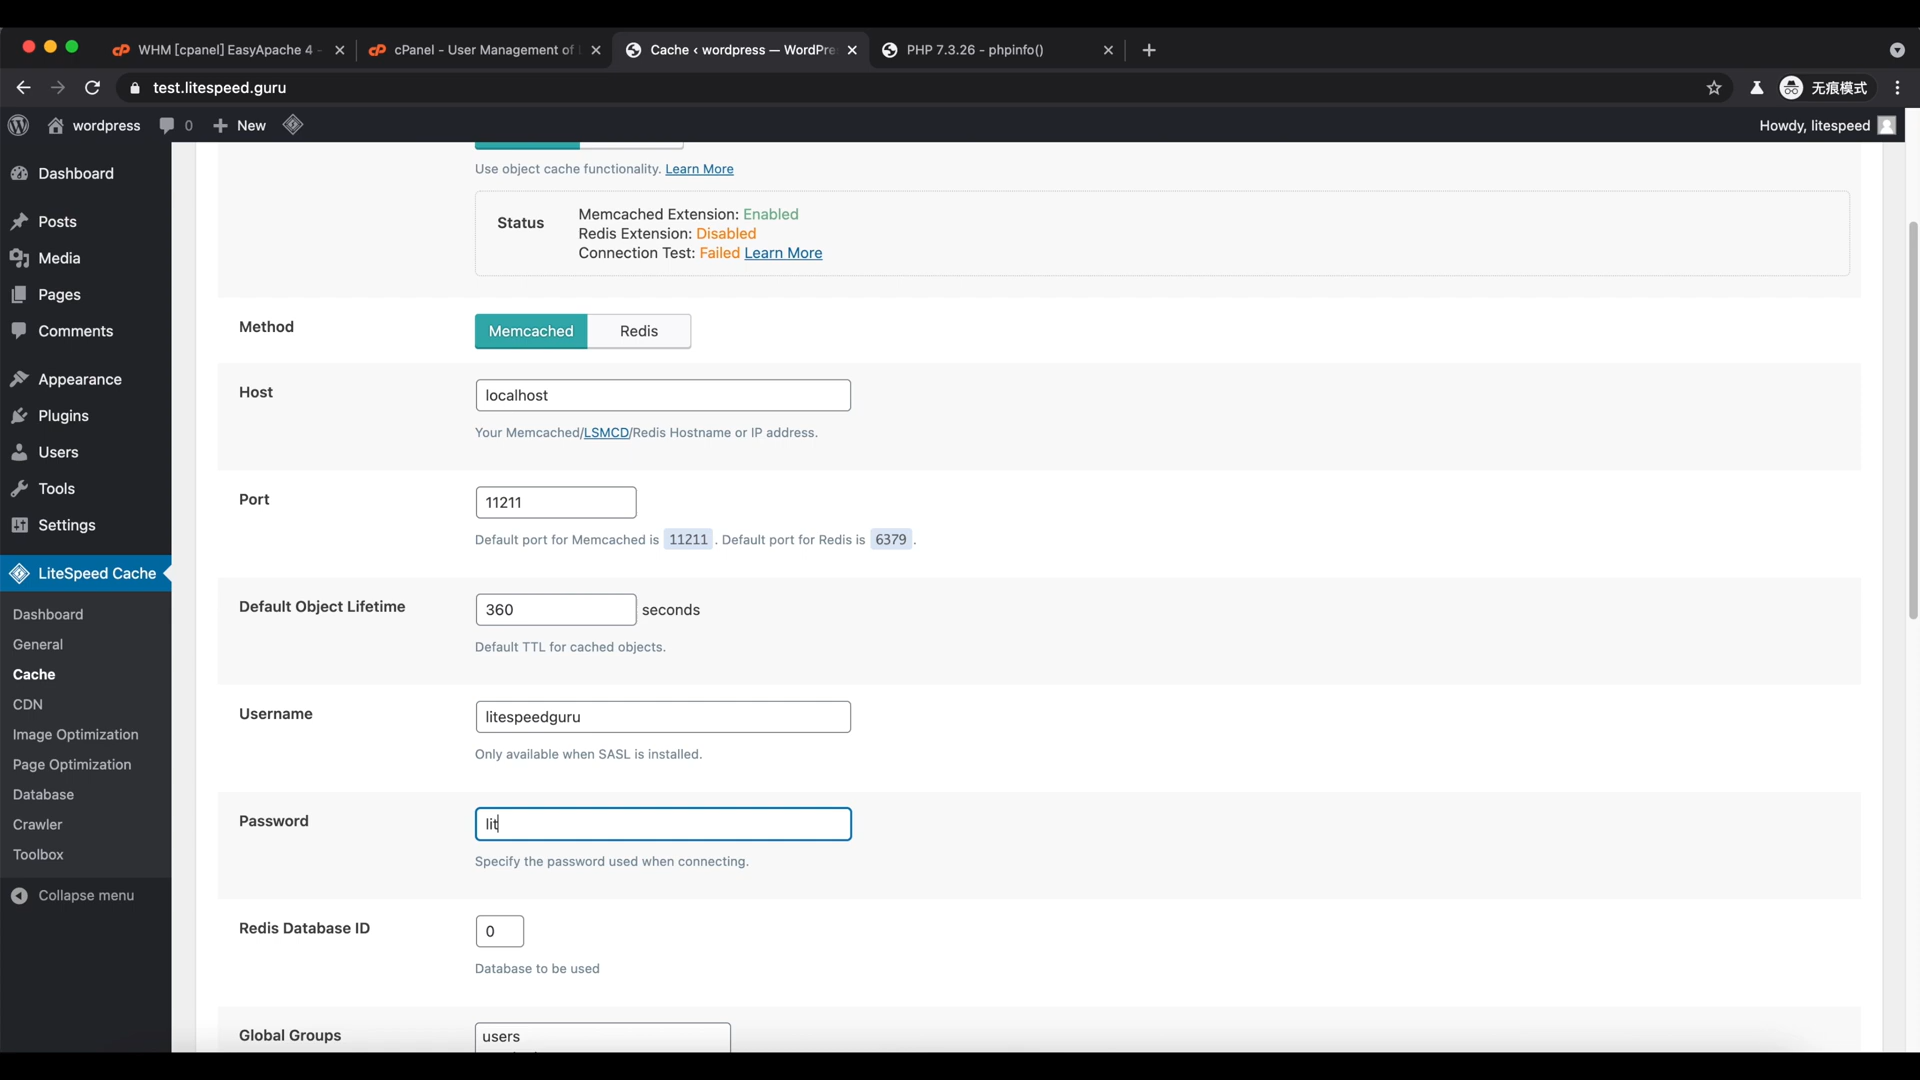 WHM [cpanel] EasyApache 4 -
cPanel - User Management of
Cache ‹ wordpress — WordPre
PHP 7.3.26 - phpinfo()
test.litespeed.guru
无痕模式
wordpress
0
New
Howdy, litespeed
Dashboard
Posts
Media
Pages
Comments
Appearance
Plugins
Users
Tools
Settings
LiteSpeed Cache
Dashboard
General
Cache
CDN
Image Optimization
Page Optimization
Database
Crawler
Toolbox
Collapse menu
Use object cache functionality. Learn More
Status
Memcached Extension: Enabled
Redis Extension: Disabled
Connection Test: Failed Learn More
Method
Memcached
Redis
Host
localhost
Your Memcached/LSMCD/Redis Hostname or IP address.
Port
11211
Default port for Memcached is 11211 . Default port for Redis is 6379 .
Default Object Lifetime
360 seconds
Default TTL for cached objects.
Username
litespeedguru
Only available when SASL is installed.
Password
lit
Specify the password used when connecting.
Redis Database ID
0
Database to be used
Global Groups
users